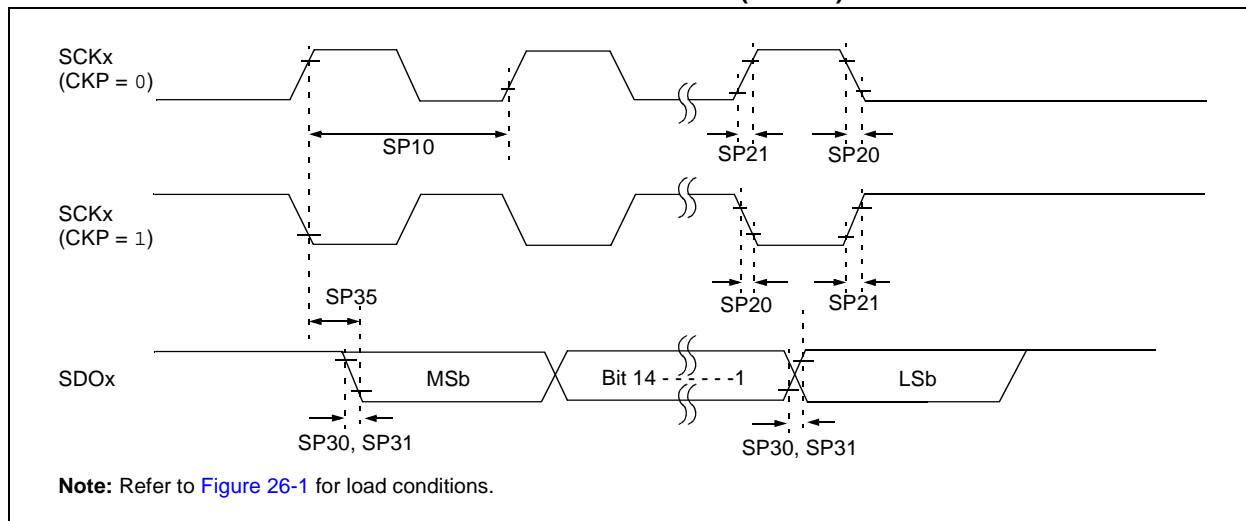 SCKx
(CKP = 0)
SP10
SP21
SP20
SCKx
(CKP = 1)
SP35
SP20
SP21
SDOx
MSb
Bit 14 - - - - - -1
LSb
SP30, SP31
SP30, SP31
Note: Refer to Figure 26-1 for load conditions.